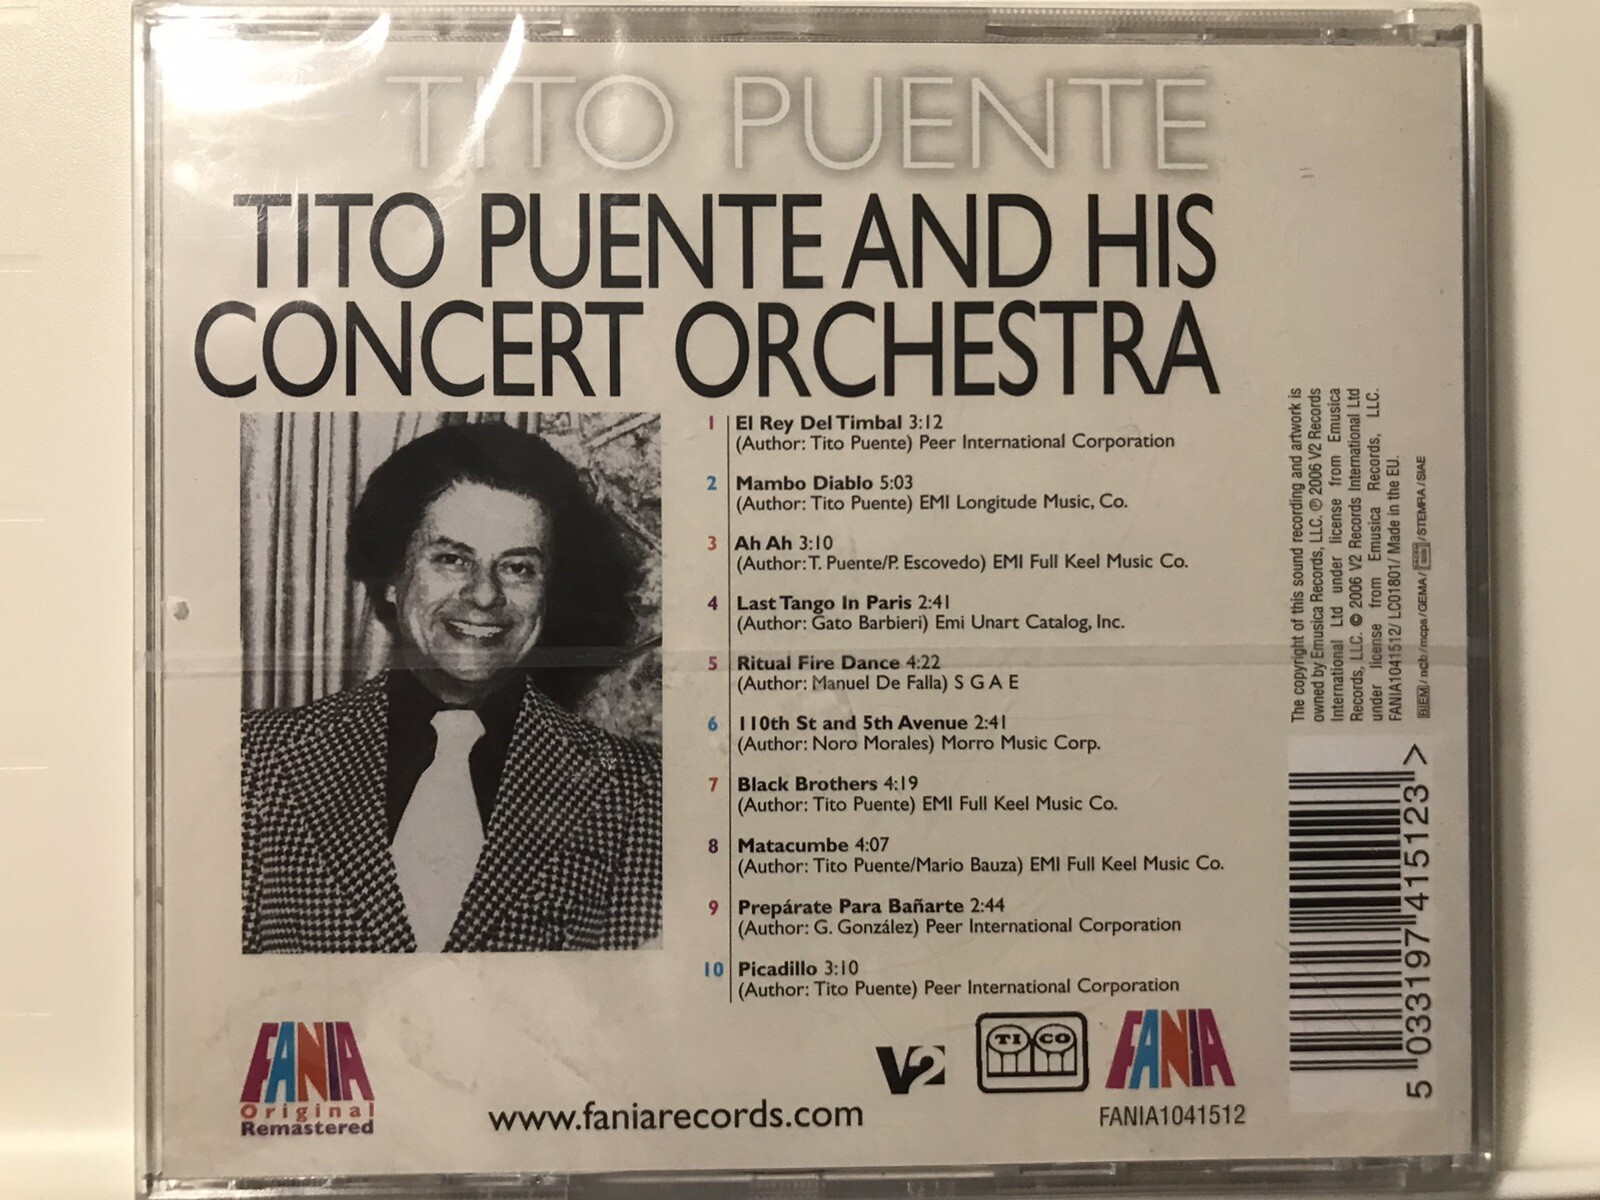 TITO PUENTE
TITO PUENTE AND HIS
CONCERT ORCHESTRA
1 El Rey Del Timbal 3:12
(Author: Tito Puente) Peer International Corporation
2 Mambo Diablo 5:03
(Author: Tito Puente) EMI Longitude Music, Co.
3 Ah Ah 3:10
(Author: T. Puente/P. Escovedo) EMI Full Keel Music Co.
4 Last Tango In Paris 2:41
(Author: Gato Barbieri) Emi Unart Catalog, Inc.
5 Ritual Fire Dance 4:22
(Author: Manuel De Falla) S G A E
6 110th St and 5th Avenue 2:41
(Author: Noro Morales) Morro Music Corp.
7 Black Brothers 4:19
(Author: Tito Puente) EMI Full Keel Music Co.
8 Matacumbe 4:07
(Author: Tito Puente/Mario Bauza) EMI Full Keel Music Co.
9 Prepárate Para Bañarte 2:44
(Author: G. González) Peer International Corporation
10 Picadillo 3:10
(Author: Tito Puente) Peer International Corporation
The copyright of this sound recording and artwork is
owned by Emusica Records, LLC. ℗ 2006 V2 Records
International Ltd under license from Emusica
Records, LLC. © 2006 V2 Records International Ltd
under license from Emusica Records, LLC.
FANIA1041512/ LC01801/ Made in the EU.
BIEM / ncb / mcps / GEMA / / STEMRA / SIAE
5 033197 415123 >
FANIA
Original
Remastered
www.faniarecords.com
V2
TI CO
FANIA
FANIA1041512